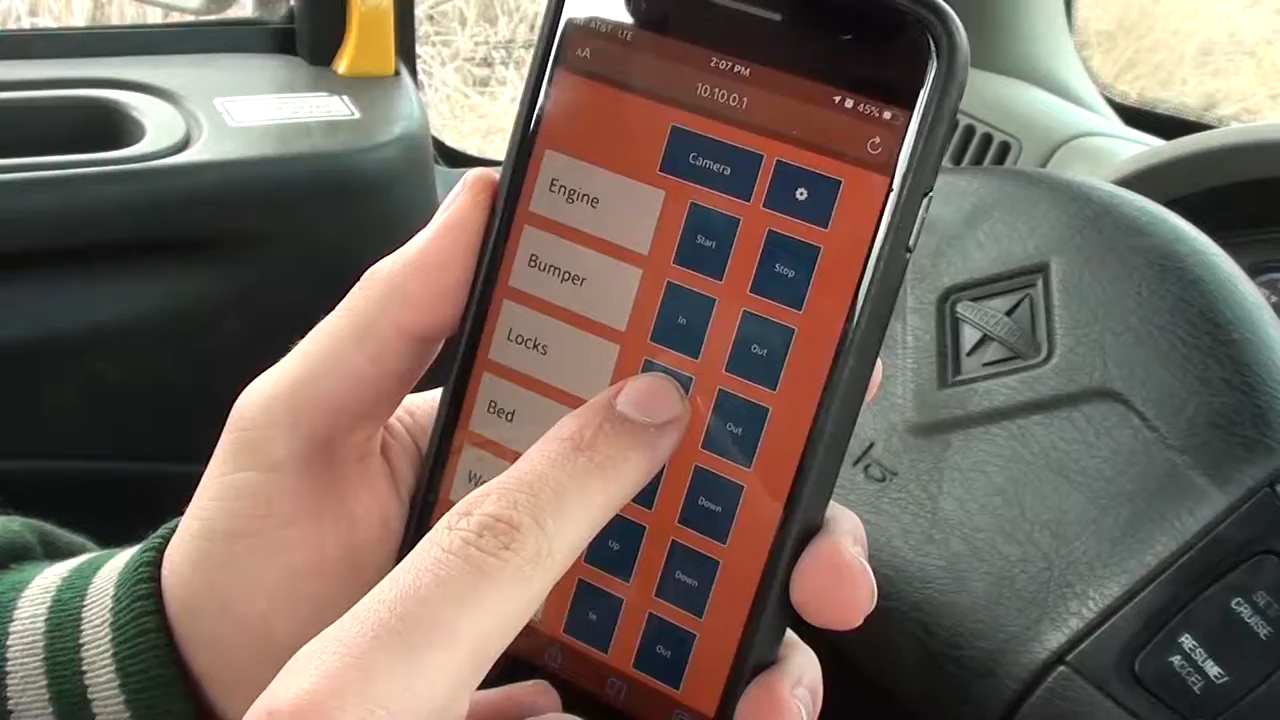 AT&T LTE
2:07 PM
45%
AA
10.10.0.1
Camera
Engine
Start
Stop
Bumper
In
Out
Locks
Out
Bed
Down
Up
Down
In
Out
SET
CRUISE
RESUME/
ACCEL